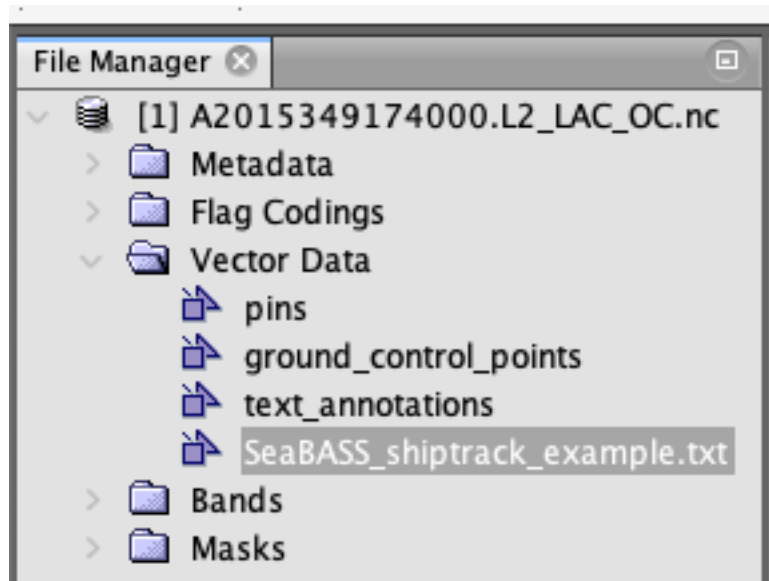 File Manager
[1] A2015349174000.L2_LAC_OC.nc
Metadata
Flag Codings
Vector Data
pins
ground_control_points
text_annotations
SeaBASS_shiptrack_example.txt
Bands
Masks